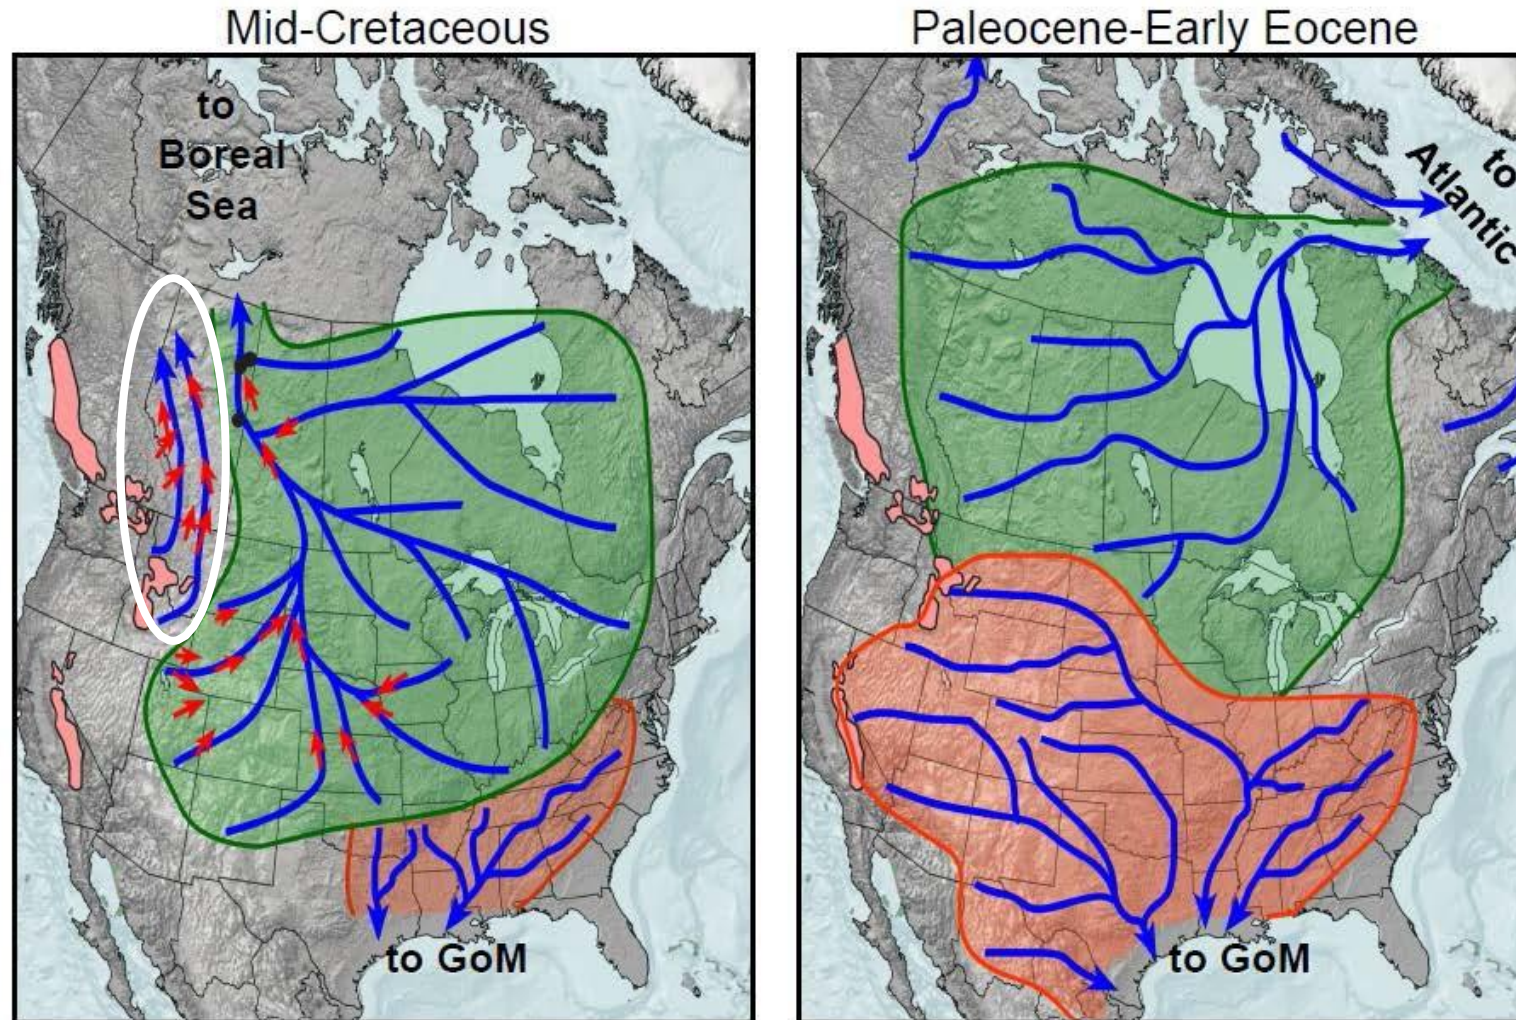 Mid-Cretaceous
to
Boreal
Sea
to GoM
Paleocene-Early Eocene
to
Atlantic
to GoM